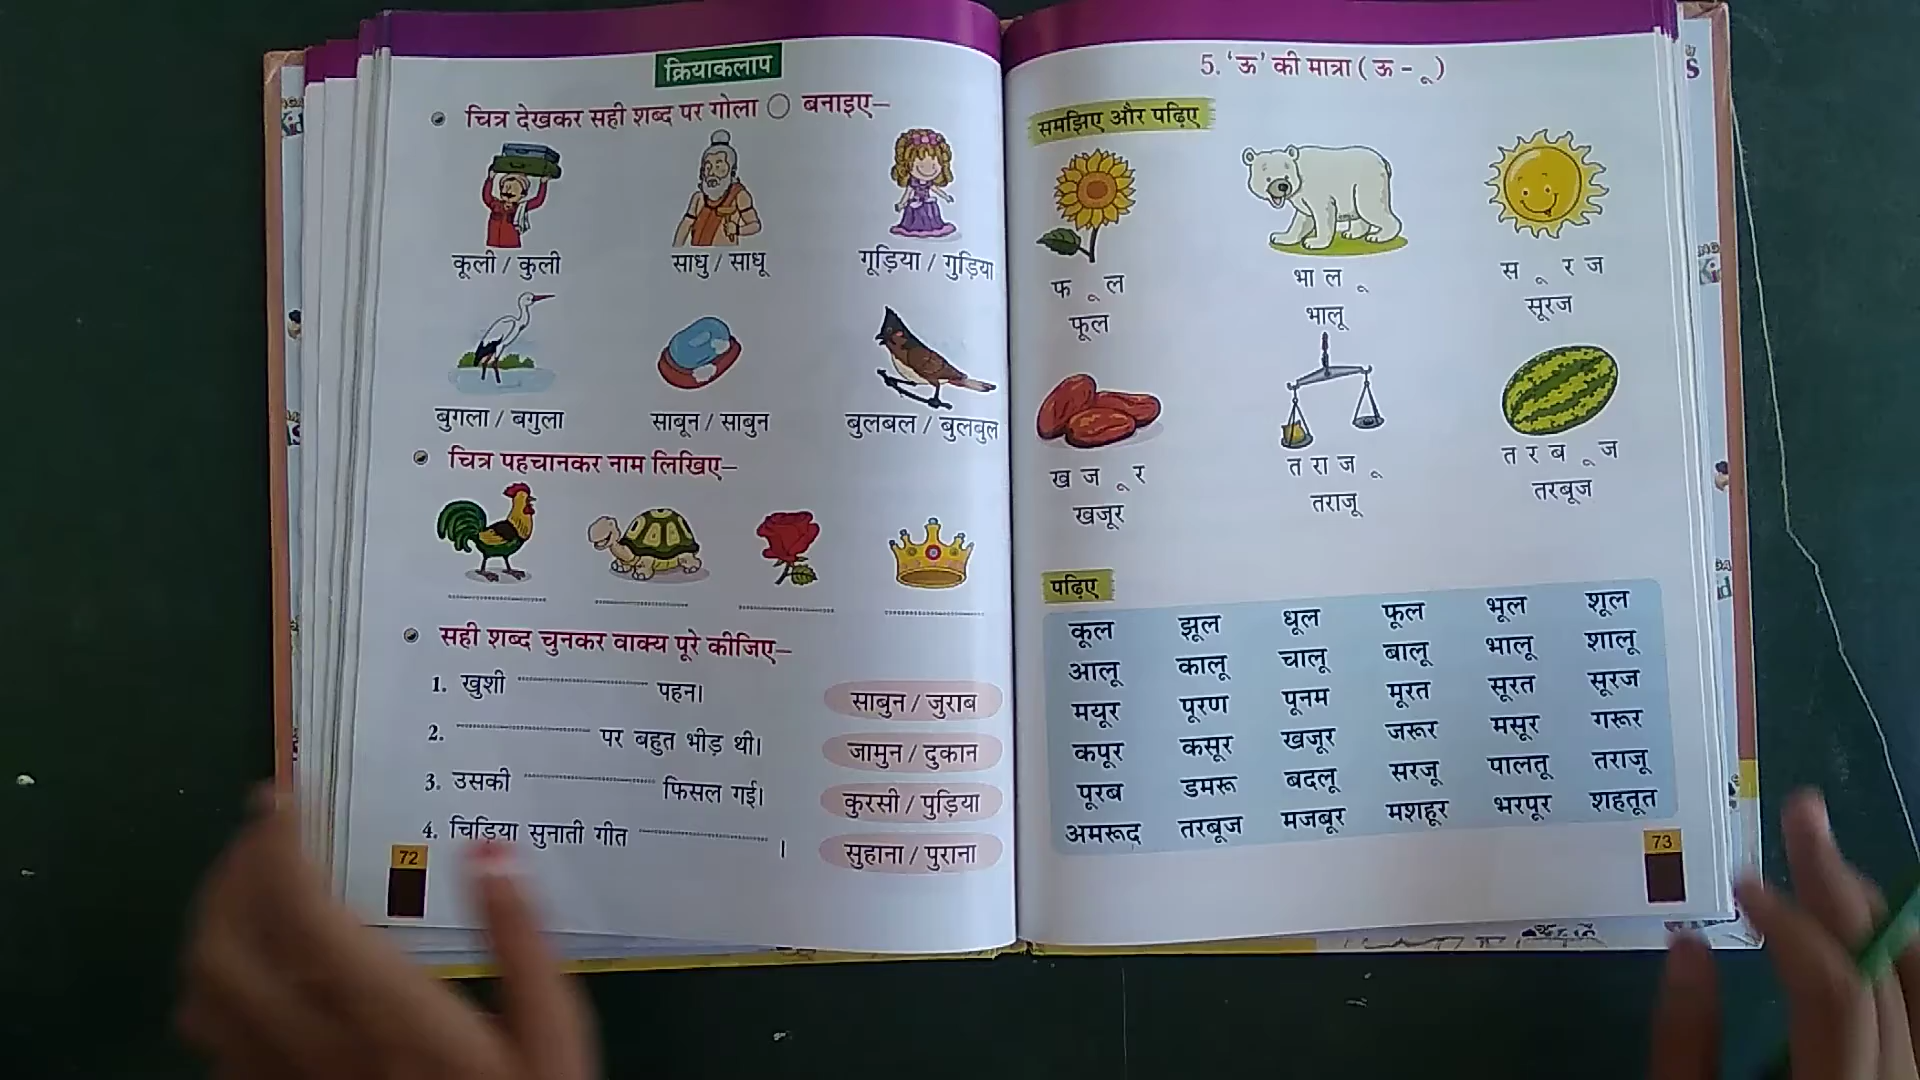 क्रियाकलाप
चित्र देखकर सही शब्द पर गोला ○ बनाइए–
कूली / कुली साधु / साधू गूड़िया / गुड़िया
बुगला / बगुला साबून / साबुन बुलबल / बुलबुल
चित्र पहचानकर नाम लिखिए–
सही शब्द चुनकर वाक्य पूरे कीजिए–
1. खुशी .................... पहन। साबुन / जुराब
2. .................... पर बहुत भीड़ थी। जामुन / दुकान
3. उसकी .................... फिसल गई। कुरसी / पुड़िया
4. चिड़िया सुनाती गीत .................... । सुहाना / पुराना
72
5. ‘ऊ’ की मात्रा ( ऊ - ू )
समझिए और पढ़िए
फ ू ल भा ल ू स ू र ज
फूल भालू सूरज
ख ज ू र त रा ज ू त र ब ू ज
खजूर तराजू तरबूज
पढ़िए
कूल झूल धूल फूल भूल शूल
आलू कालू चालू बालू भालू शालू
मयूर पूरण पूनम मूरत सूरत सूरज
कपूर कसूर खजूर जरूर मसूर गरूर
पूरब डमरू बदलू सरजू पालतू तराजू
अमरूद तरबूज मजबूर मशहूर भरपूर शहतूत
73